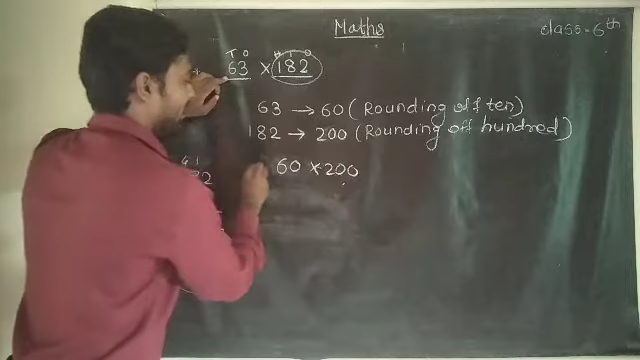 Maths
class-6th
T O H T O
63 × 182
63 → 60 (Rounding off ten)
182 → 200 (Rounding off hundred)
60 × 200